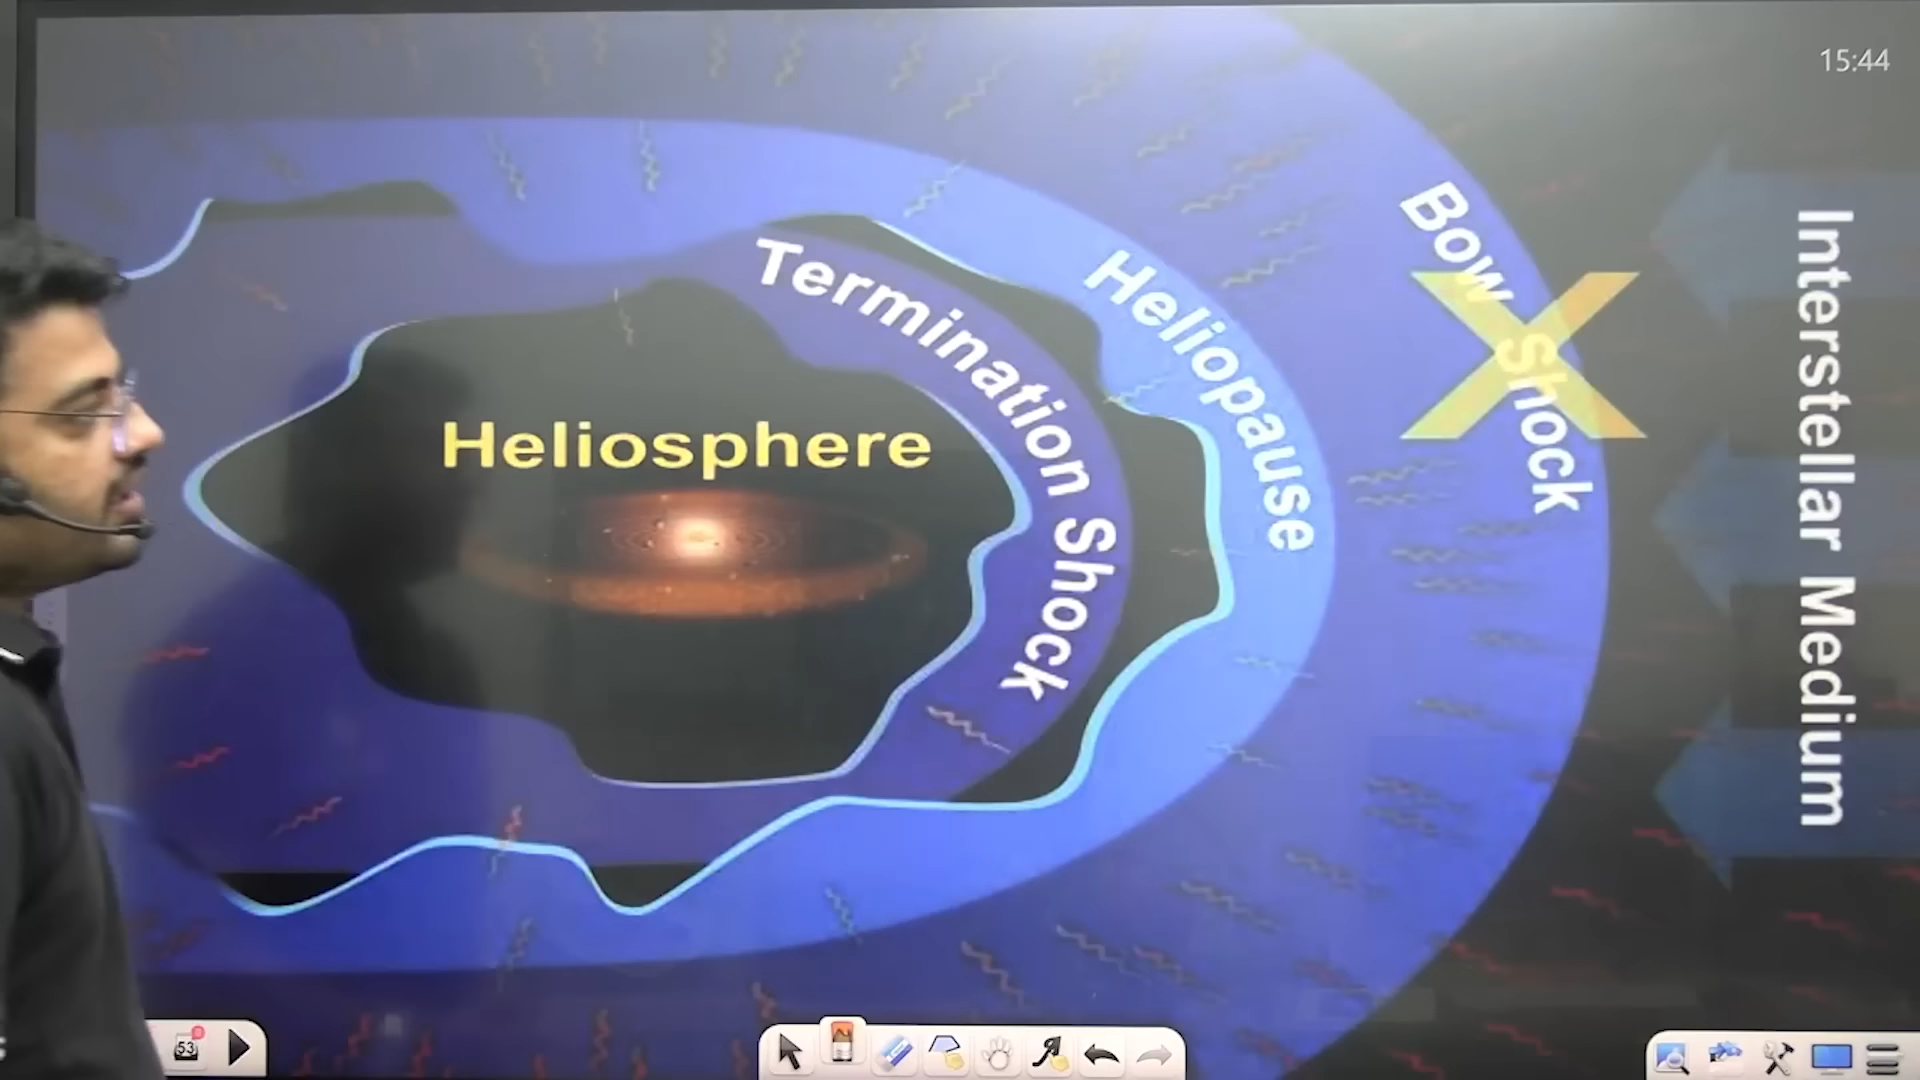 15:44
Bow Shock
Interstellar Medium
Termination Shock
Heliopause
Heliosphere
53